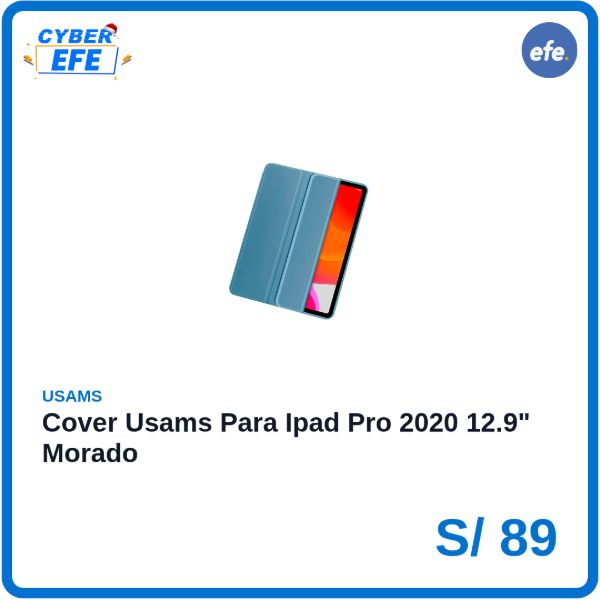 CYBER
EFE
efe.
USAMS
Cover Usams Para Ipad Pro 2020 12.9"
Morado
S/ 89